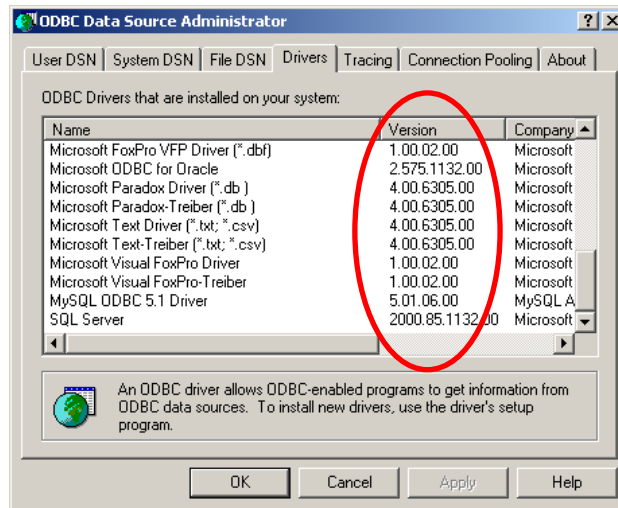 ODBC Data Source Administrator
User DSN System DSN File DSN Drivers Tracing Connection Pooling About
ODBC Drivers that are installed on your system:
Name Version Company
Microsoft FoxPro VFP Driver (*.dbf) 1.00.02.00 Microsoft
Microsoft ODBC for Oracle 2.575.1132.00 Microsoft
Microsoft Paradox Driver (*.db ) 4.00.6305.00 Microsoft
Microsoft Paradox-Treiber (*.db ) 4.00.6305.00 Microsoft
Microsoft Text Driver (*.txt; *.csv) 4.00.6305.00 Microsoft
Microsoft Text-Treiber (*.txt; *.csv) 4.00.6305.00 Microsoft
Microsoft Visual FoxPro Driver 1.00.02.00 Microsoft
Microsoft Visual FoxPro-Treiber 1.00.02.00 Microsoft
MySQL ODBC 5.1 Driver 5.01.06.00 MySQL A
SQL Server 2000.85.1132.00 Microsoft
An ODBC driver allows ODBC-enabled programs to get information from
ODBC data sources. To install new drivers, use the driver's setup
program.
OK Cancel Apply Help